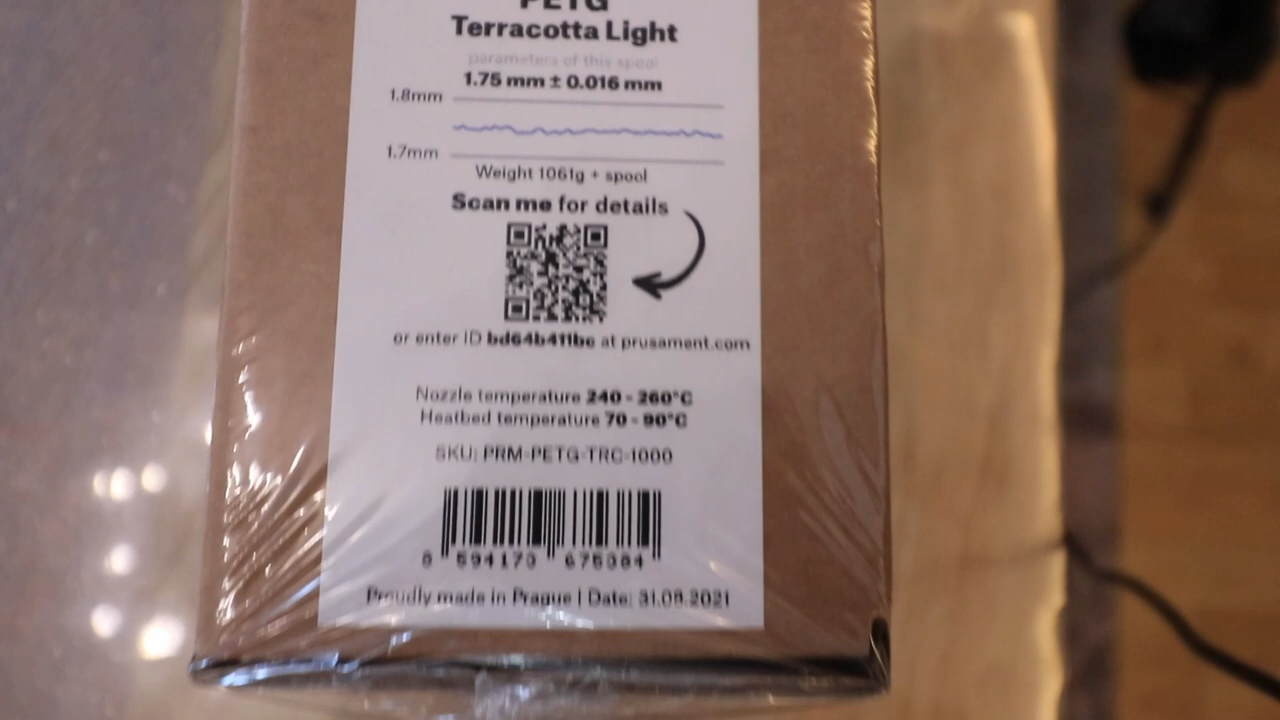 PETG
Terracotta Light
parameters of this spool
1.75 mm ± 0.016 mm
1.8mm
1.7mm
Weight 1061g + spool
Scan me for details
or enter ID bd64b411bc at prusament.com
Nozzle temperature 240 - 260°C
Heatbed temperature 70 - 90°C
SKU: PRM-PETG-TRC-1000
8 594173 675384
Proudly made in Prague | Date: 31.08.2021